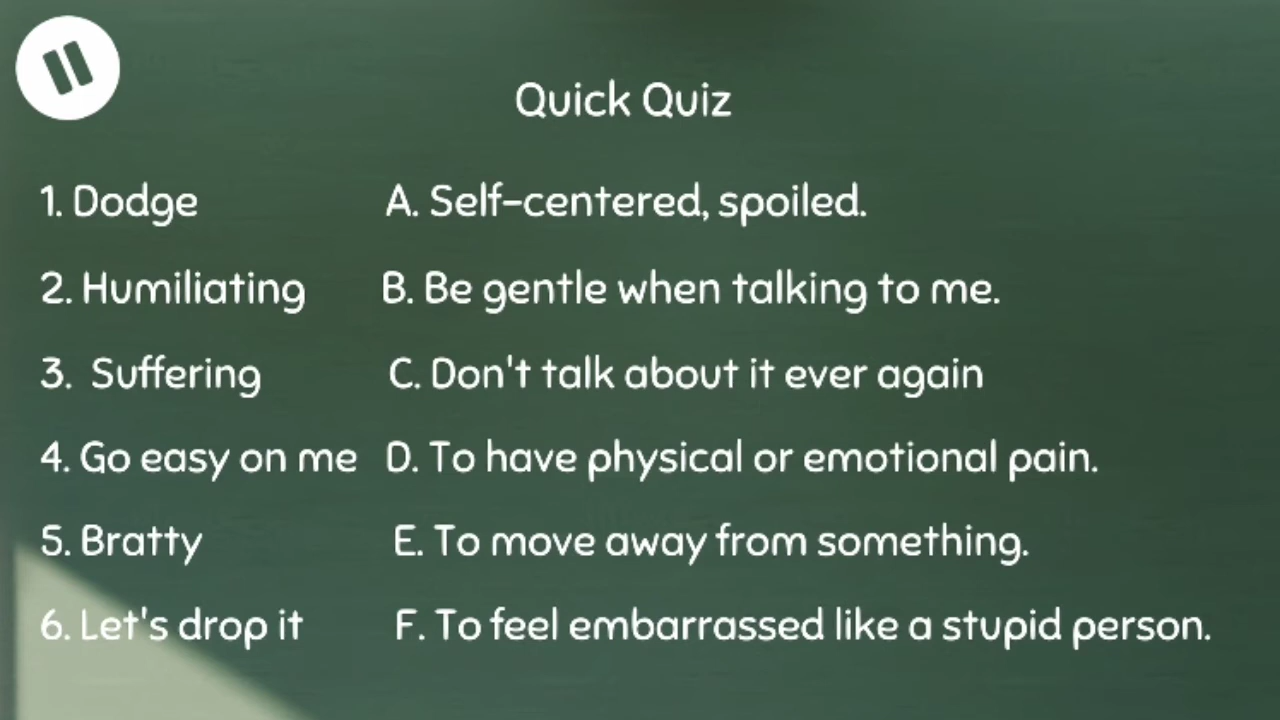 Quick Quiz
1. Dodge A. Self-centered, spoiled.
2. Humiliating B. Be gentle when talking to me.
3. Suffering C. Don't talk about it ever again
4. Go easy on me D. To have physical or emotional pain.
5. Bratty E. To move away from something.
6. Let's drop it F. To feel embarrassed like a stupid person.